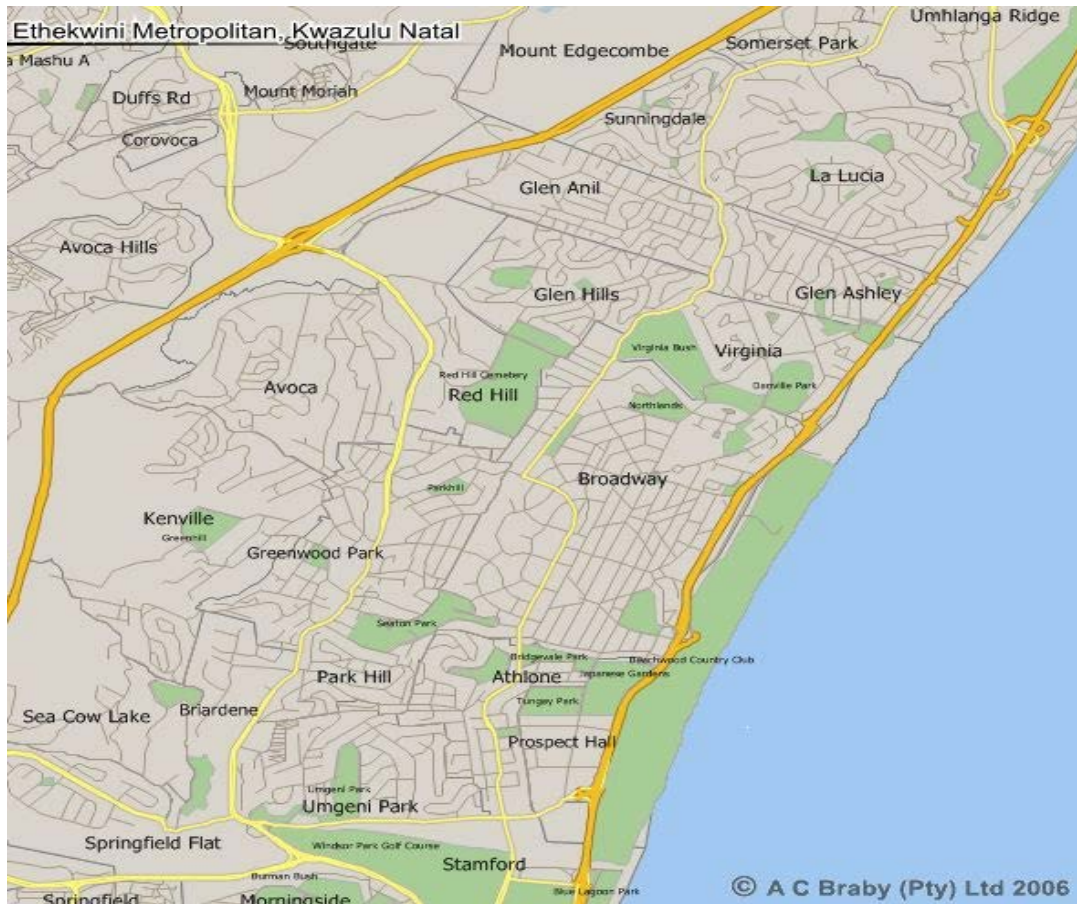 Umhlanga Ridge
Ethekwini Metropolitan, Kwazulu Natal
Southgate
Somerset Park
Mount Edgecombe
a Mashu A
Mount Moriah
Duffs Rd
Sunningdale
Corovoca
La Lucia
Glen Anil
Avoca Hills
Glen Hills
Glen Ashley
Virginia Bush
Virginia
Red Hill Cemetery
Avoca
Danville Park
Red Hill
Northlands
Broadway
Parkhill
Kenville
Greenhill
Greenwood Park
Seaton Park
Bridgevale Park
Beachwood Country Club
Park Hill
Athlone
Japanese Gardens
Tungay Park
Briardene
Sea Cow Lake
Prospect Hall
Umgeni Park
Umgeni Park
Springfield Flat
Windsor Park Golf Course
Stamford
Burman Bush
Blue Lagoon Park
© A C Braby (Pty) Ltd 2006
Springfield
Morningside